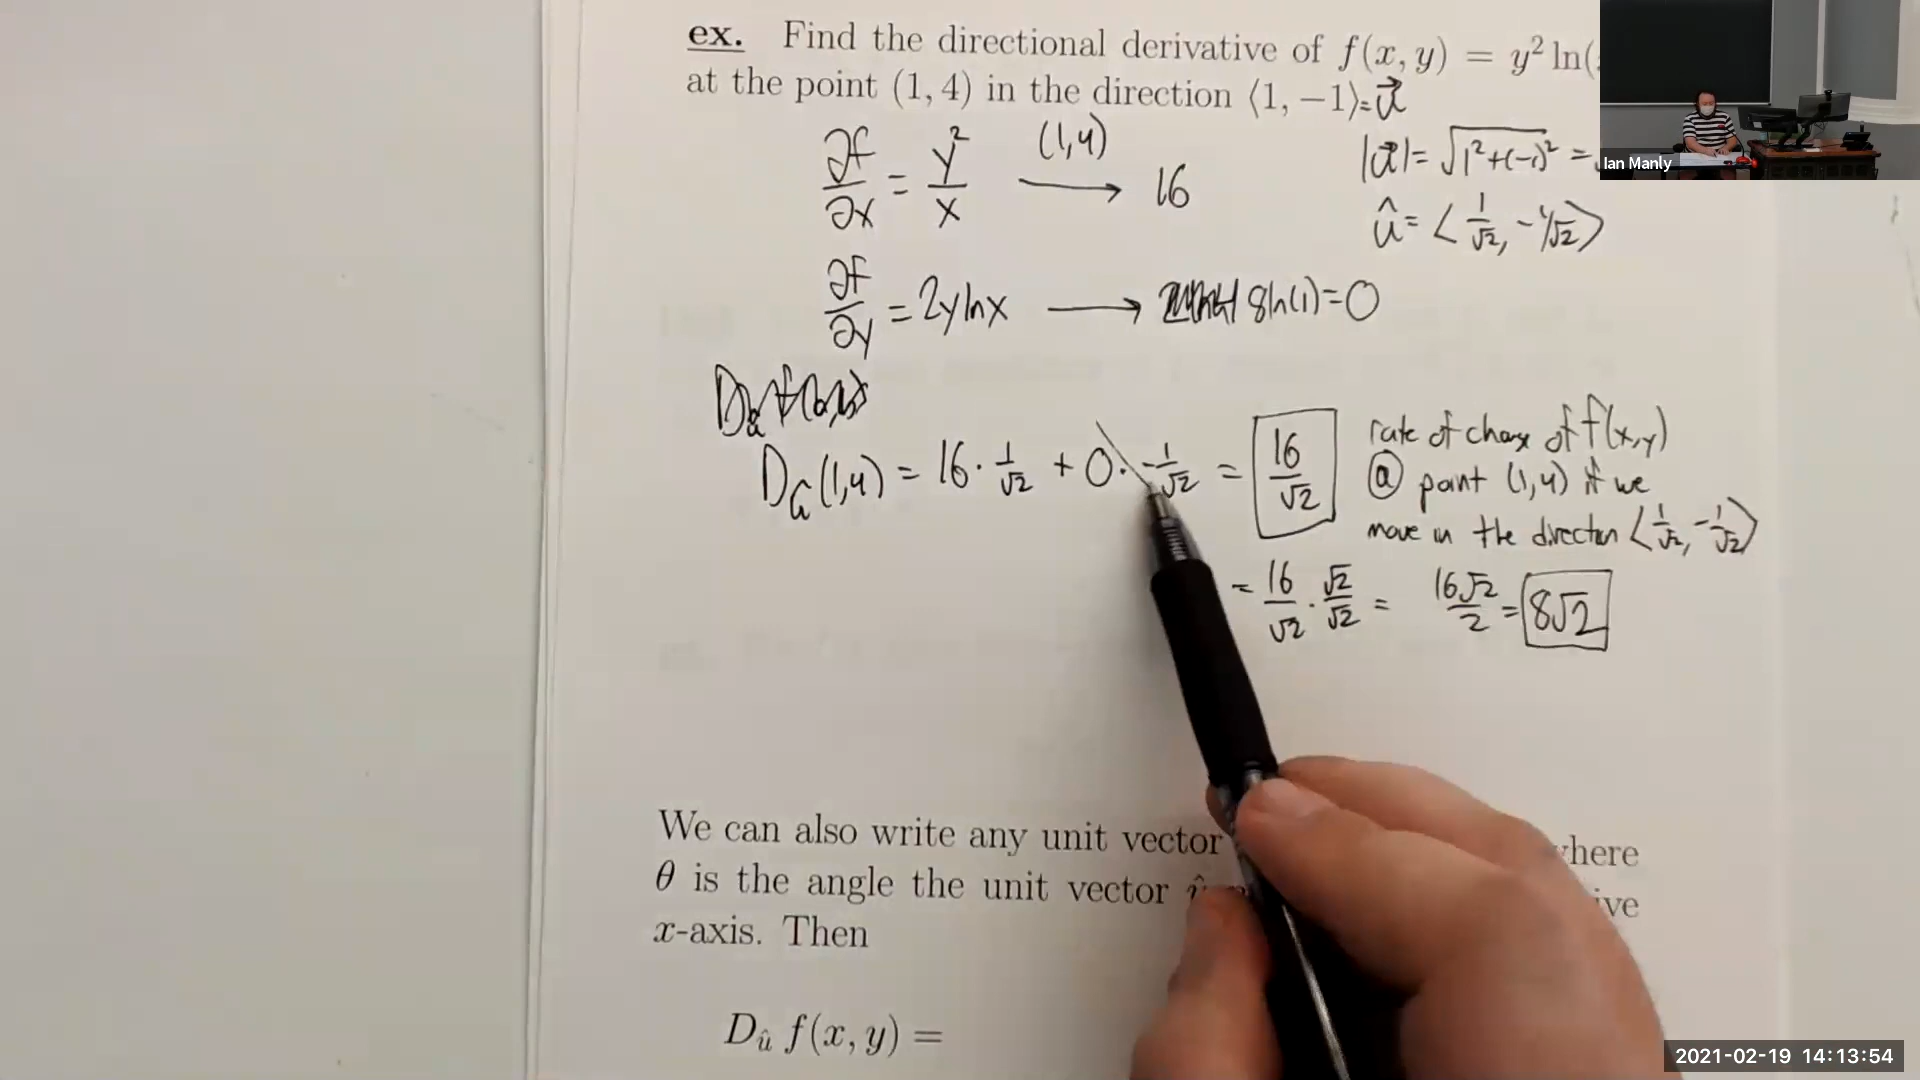 ex. Find the directional derivative of f(x, y) = y² ln(
at the point (1, 4) in the direction ⟨1, −1⟩ = u⃗
∂f/∂x = y²/x (1,4) → 16
|u⃗| = √(1²+(-1)²) =
û = ⟨1/√2, -1/√2⟩
∂f/∂y = 2y ln x → 8 ln(1) = 0
D_û (1,4) = 16 · 1/√2 + 0 · -1/√2 = 16/√2
rate of change of f(x,y)
@ point (1,4) if we
move in the direction ⟨1/√2, -1/√2⟩
= 16/√2 · √2/√2 = 16√2/2 = 8√2
We can also write any unit vector where
θ is the angle the unit vector û
x-axis. Then
D_û f(x, y) =
Ian Manly
2021-02-19 14:13:54